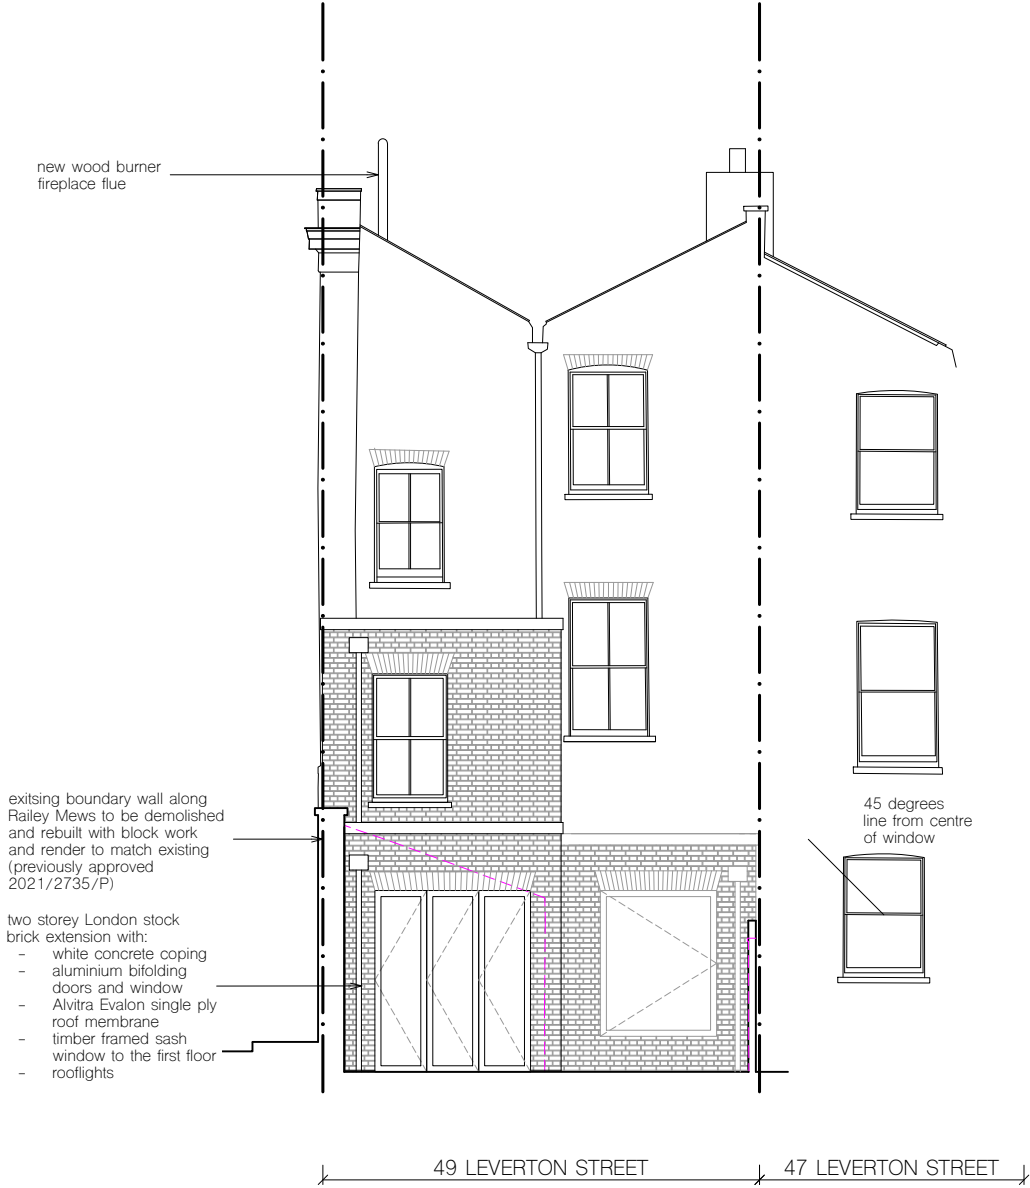 new wood burner
fireplace flue
exitsing boundary wall along
Railey Mews to be demolished
and rebuilt with block work
and render to match existing
(previously approved
2021/2735/P)
two storey London stock
brick extension with:
- white concrete coping
- aluminium bifolding
doors and window
- Alvitra Evalon single ply
roof membrane
- timber framed sash
window to the first floor
- rooflights
45 degrees
line from centre
of window
49 LEVERTON STREET
47 LEVERTON STREET